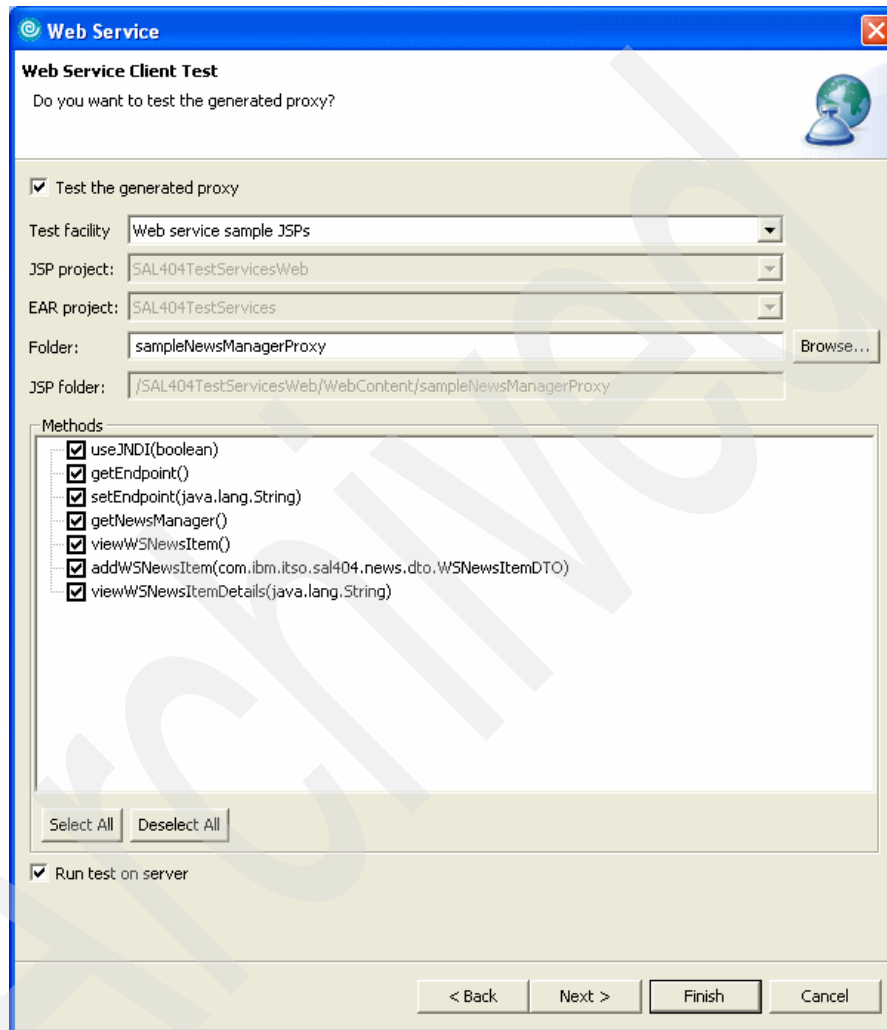 Web Service
Web Service Client Test
Do you want to test the generated proxy?
Test the generated proxy
Test facility Web service sample JSPs
JSP project: SAL404TestServicesWeb
EAR project: SAL404TestServices
Folder: sampleNewsManagerProxy Browse...
JSP folder: /SAL404TestServicesWeb/WebContent/sampleNewsManagerProxy
Methods
useJNDI(boolean)
getEndpoint()
setEndpoint(java.lang.String)
getNewsManager()
viewWSNewsItem()
addWSNewsItem(com.ibm.itso.sal404.news.dto.WSNewsItemDTO)
viewWSNewsItemDetails(java.lang.String)
Select All Deselect All
Run test on server
< Back Next > Finish Cancel
Archived